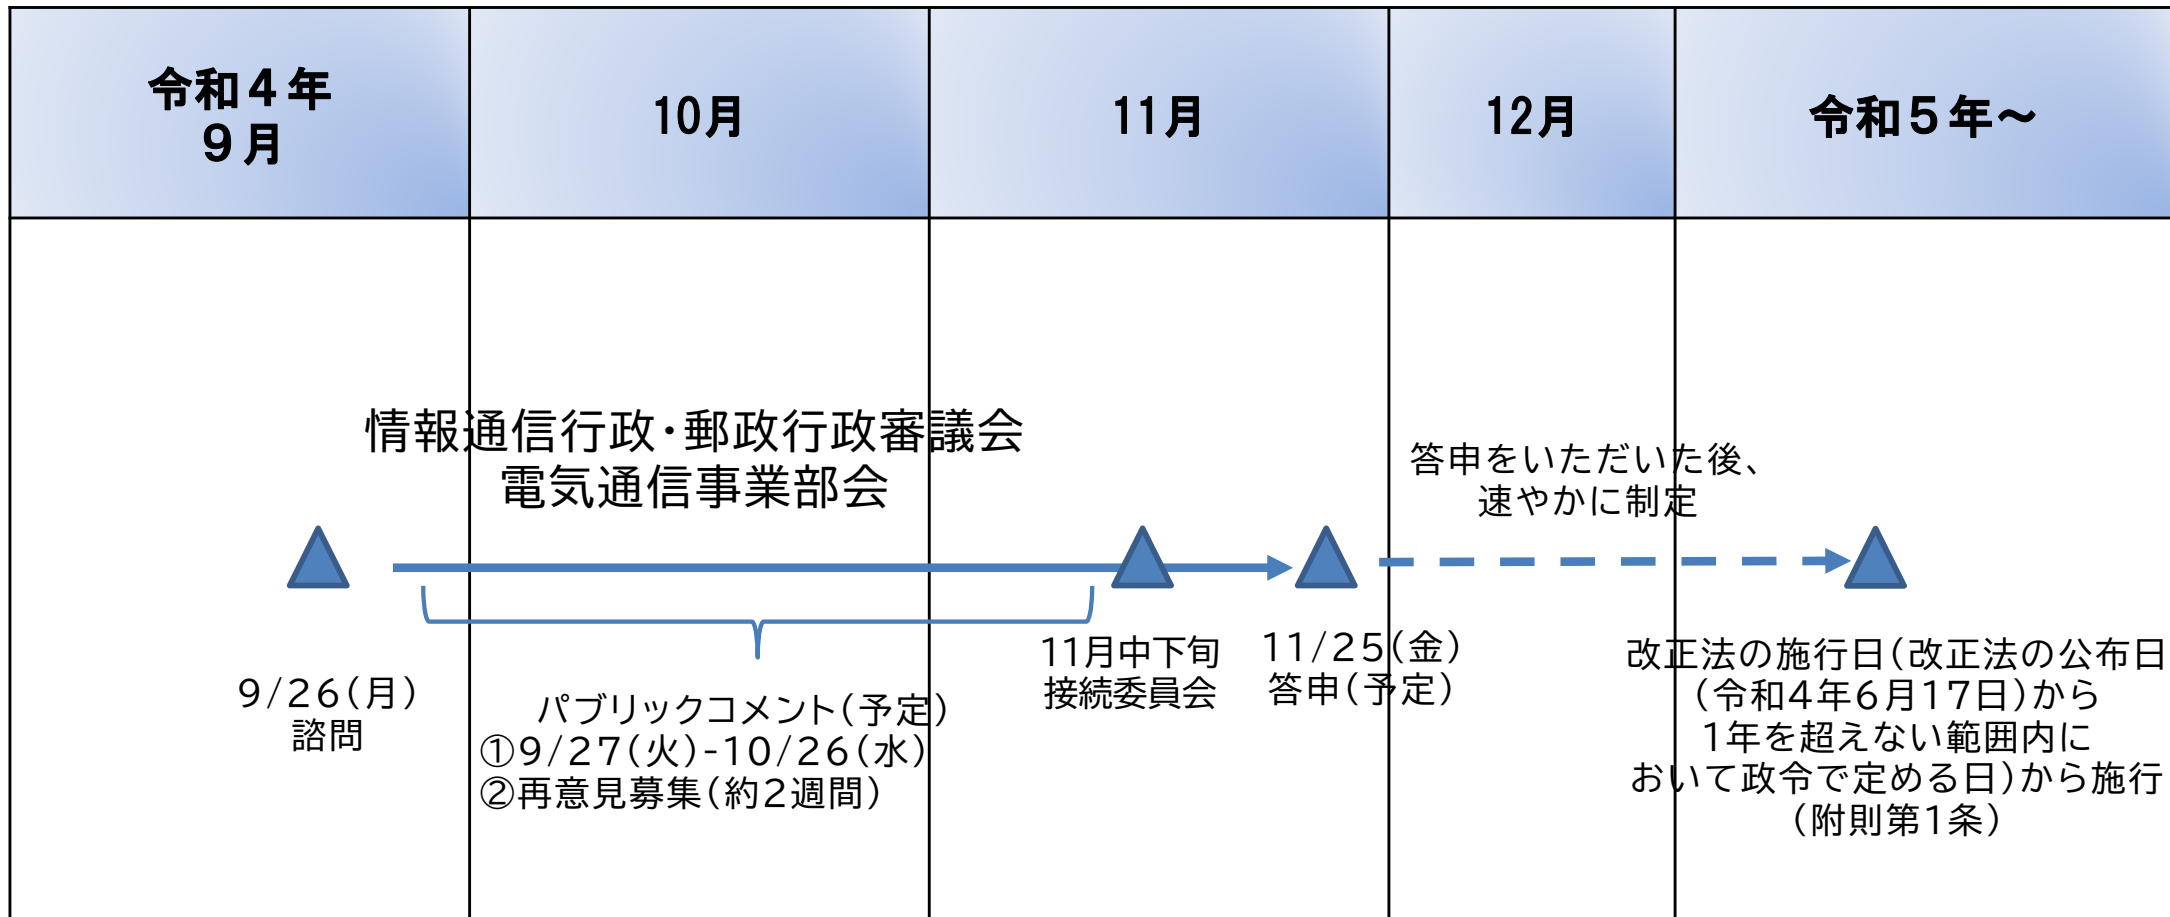 令和４年
９月
10月
11月
12月
令和５年～
情報通信行政・郵政行政審議会
電気通信事業部会
答申をいただいた後、
速やかに制定
9/26(月)
諮問
パブリックコメント(予定)
①9/27(火)-10/26(水)
②再意見募集(約2週間)
11月中下旬
接続委員会
11/25(金)
答申(予定)
改正法の施行日(改正法の公布日
(令和4年6月17日)から
1年を超えない範囲内に
おいて政令で定める日)から施行
(附則第1条)